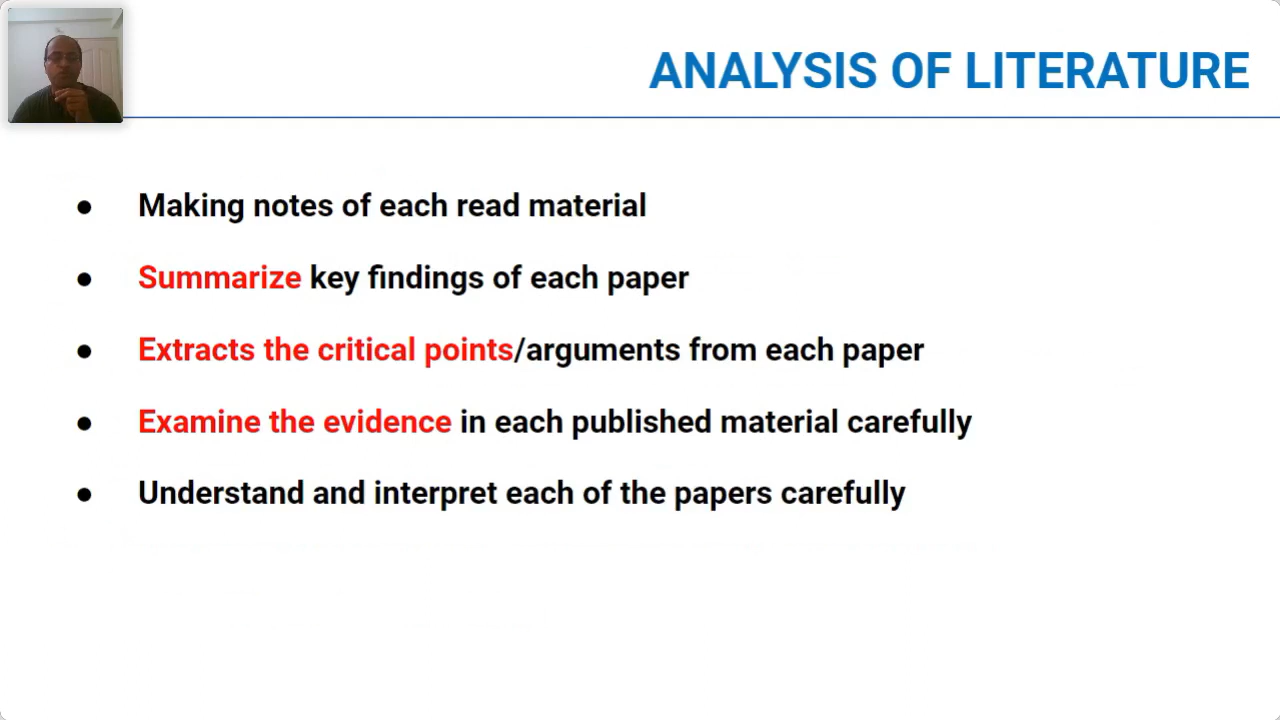 ANALYSIS OF LITERATURE
● Making notes of each read material
● Summarize key findings of each paper
● Extracts the critical points/arguments from each paper
● Examine the evidence in each published material carefully
● Understand and interpret each of the papers carefully